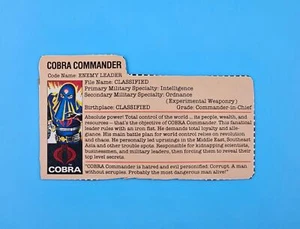 COBRA COMMANDER
Code Name: ENEMY LEADER
File Name: CLASSIFIED
Primary Military Specialty: Intelligence
Secondary Military Specialty: Ordnance
(Experimental Weaponry)
Birthplace: CLASSIFIED Grade: Commander-in-Chief
Absolute power! Total control of the world ... its people, wealth, and
resources -- that's the objective of COBRA Commander. This fanatical
leader rules with an iron fist. He demands total loyalty and alle-
giance. His main battle plan for world control relies on revolution
and chaos. He personally led uprisings in the Middle East, Southeast
Asia and other trouble spots. Responsible for kidnapping scientists,
businessmen, and military leaders, then forcing them to reveal their
top level secrets.
COBRA
"COBRA Commander is hatred and evil personified. Corrupt. A man
without scruples. Probably the most dangerous man alive!"